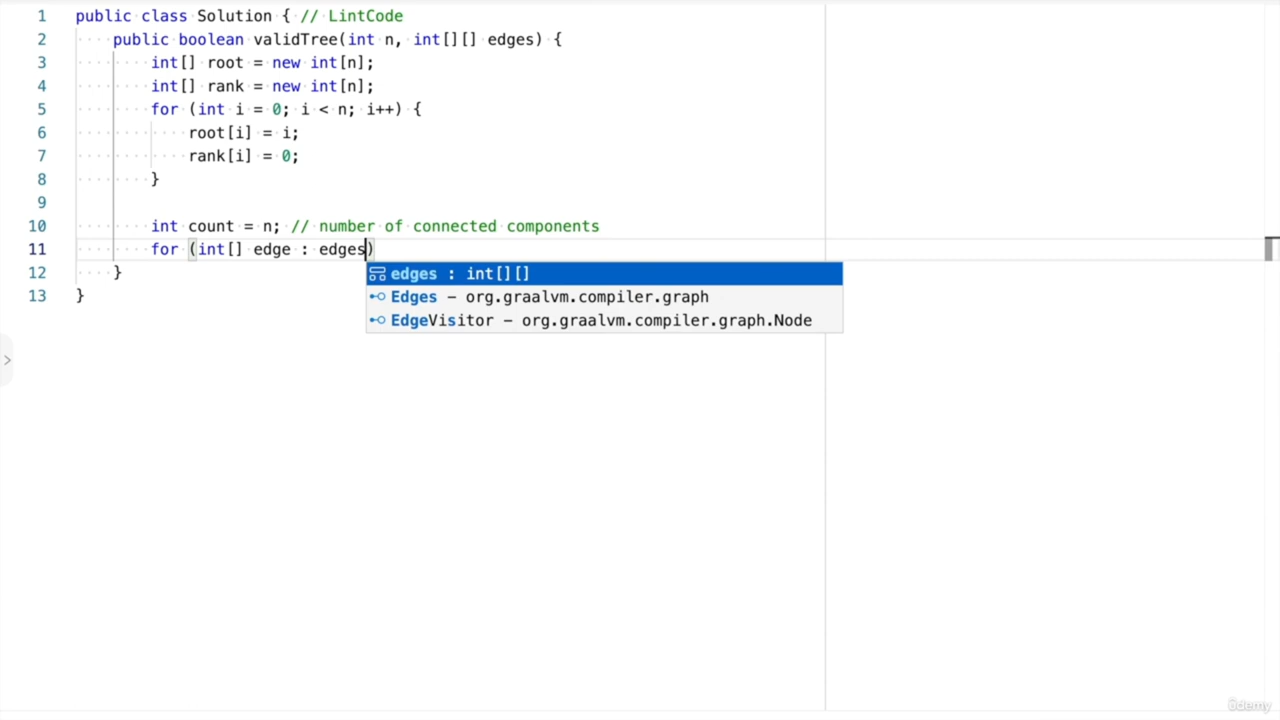 1 public class Solution { // LintCode
2 public boolean validTree(int n, int[][] edges) {
3 int[] root = new int[n];
4 int[] rank = new int[n];
5 for (int i = 0; i < n; i++) {
6 root[i] = i;
7 rank[i] = 0;
8 }
9
10 int count = n; // number of connected components
11 for (int[] edge : edges)
12 }
edges : int[][]
13 }
Edges – org.graalvm.compiler.graph
EdgeVisitor – org.graalvm.compiler.graph.Node
>
ûdemy